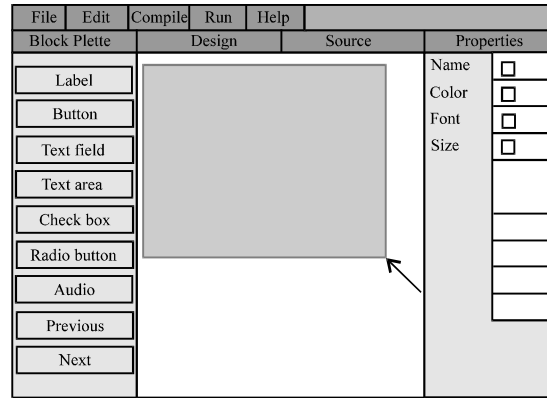 File Edit Compile Run Help
Block Plette Design Source Properties
Label
Button
Text field
Text area
Check box
Radio button
Audio
Previous
Next
Name
Color
Font
Size